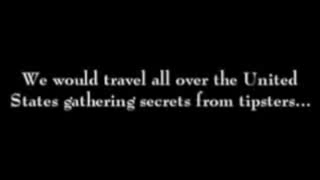 We would travel all over the United
States gathering secrets from tipsters...